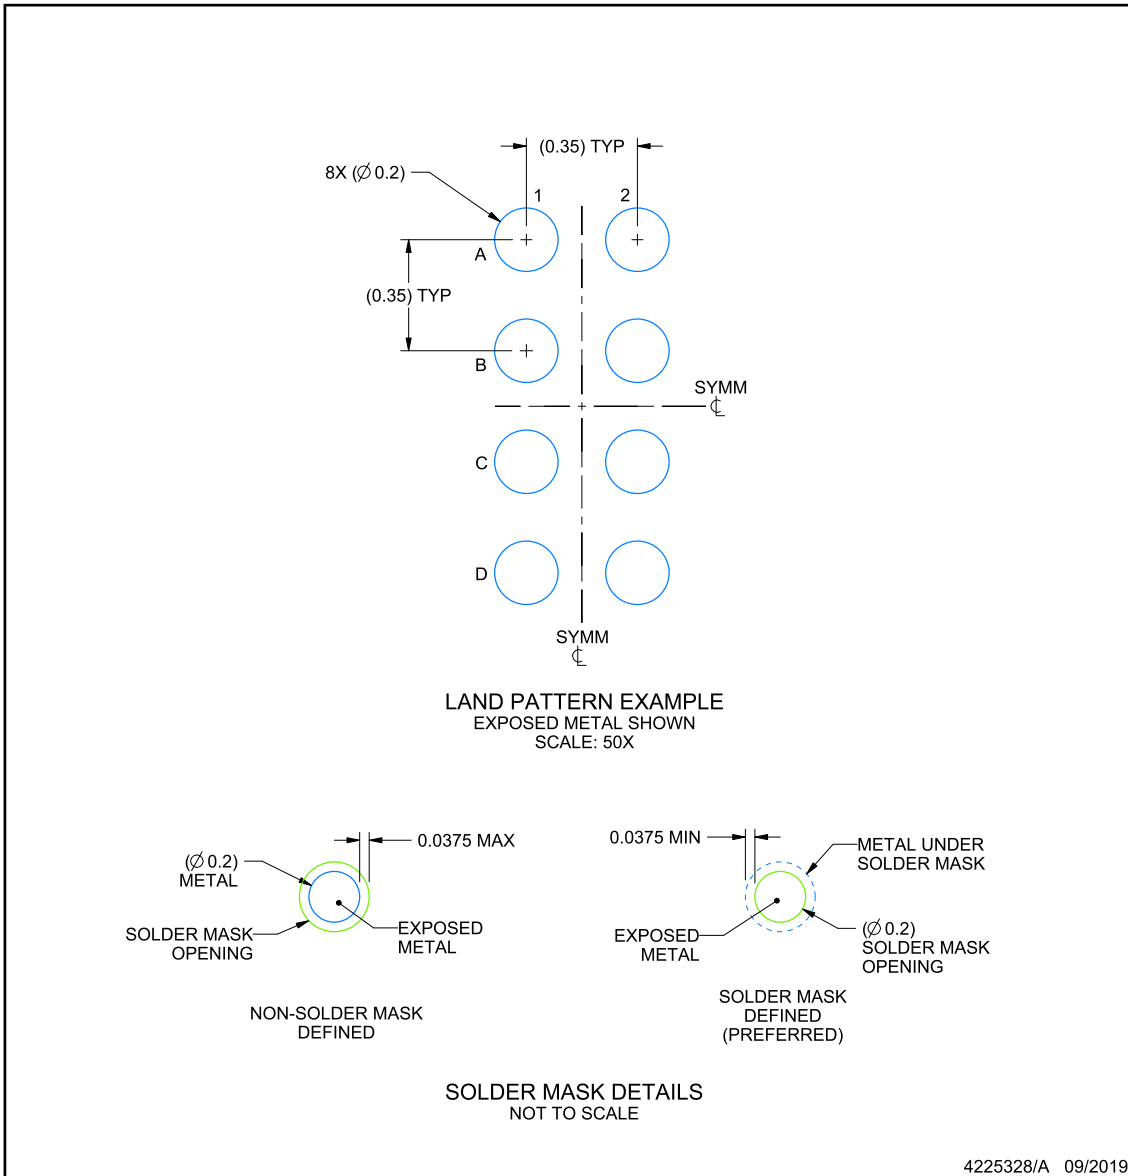 (0.35) TYP
8X (Ø 0.2)
1
2
A
(0.35) TYP
B
SYMM
℄
C
D
SYMM
℄
LAND PATTERN EXAMPLE
EXPOSED METAL SHOWN
SCALE: 50X
0.0375 MAX
(Ø 0.2)
METAL
SOLDER MASK
OPENING
EXPOSED
METAL
NON-SOLDER MASK
DEFINED
0.0375 MIN
METAL UNDER
SOLDER MASK
EXPOSED
METAL
(Ø 0.2)
SOLDER MASK
OPENING
SOLDER MASK
DEFINED
(PREFERRED)
SOLDER MASK DETAILS
NOT TO SCALE
4225328/A 09/2019